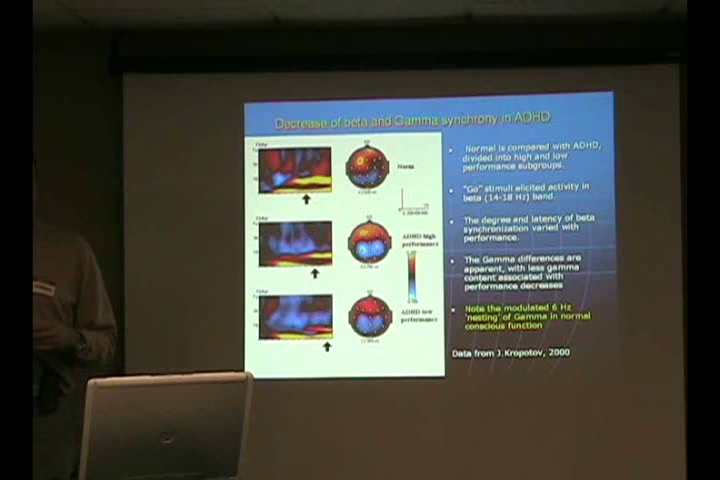 Decrease of beta and Gamma synchrony in ADHD
Norm
ADHD high
performance
ADHD low
performance
Normal is compared with ADHD,
divided into high and low
performance subgroups.
"Go" stimuli elicited activity in
beta (14-18 Hz) band.
The degree and latency of beta
synchronization varied with
performance.
The Gamma differences are
apparent, with less gamma
content associated with
performance decreases
Note the modulated 6 Hz
'nesting' of Gamma in normal
conscious function
Data from J.Kropotov, 2000